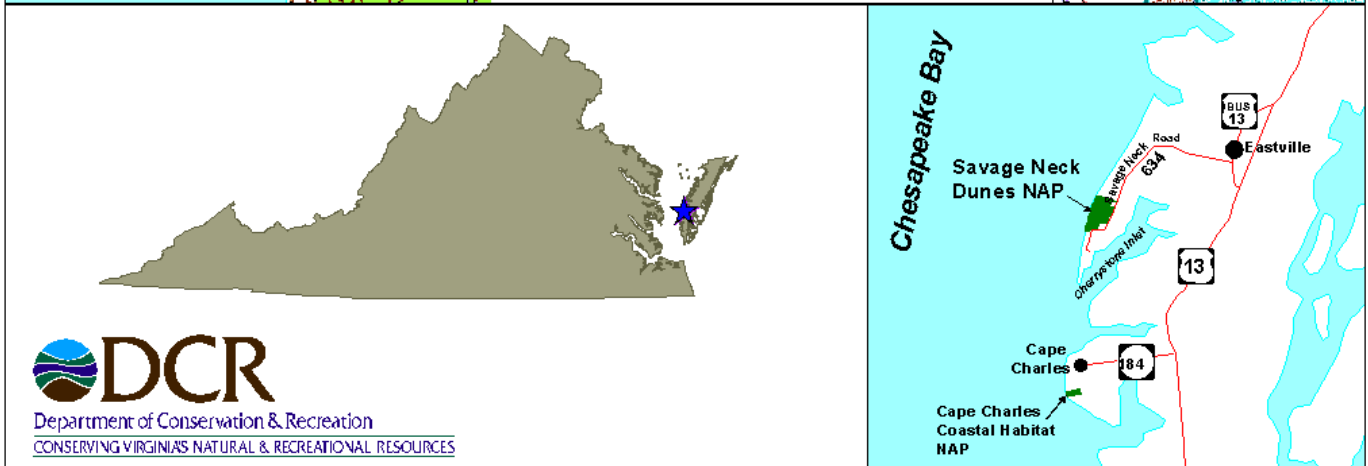 DCR
Department of Conservation & Recreation
CONSERVING VIRGINIA'S NATURAL & RECREATIONAL RESOURCES
Chesapeake Bay
BUS
13
Eastville
Savage Neck Road
634
Savage Neck
Dunes NAP
Cherrystone Inlet
13
Cape
Charles
184
Cape Charles
Coastal Habitat
NAP